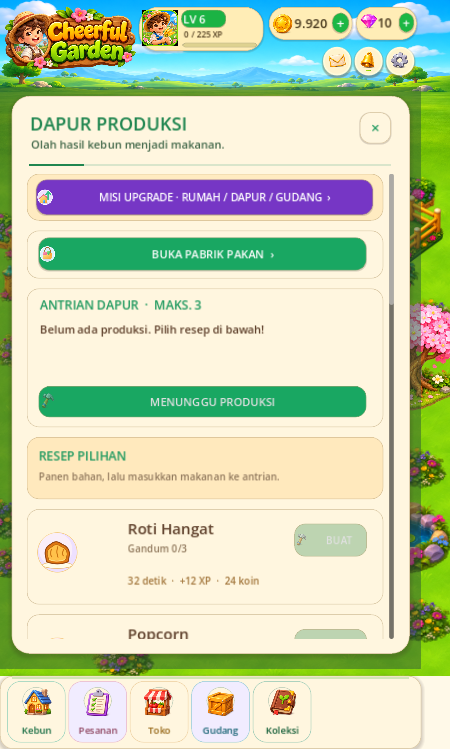 Cheerful
Garden
LV 6
0 / 225 XP
9.920 +
10 +
DAPUR PRODUKSI
Olah hasil kebun menjadi makanan.
×
MISI UPGRADE · RUMAH / DAPUR / GUDANG ›
BUKA PABRIK PAKAN ›
ANTRIAN DAPUR · MAKS. 3
Belum ada produksi. Pilih resep di bawah!
MENUNGGU PRODUKSI
RESEP PILIHAN
Panen bahan, lalu masukkan makanan ke antrian.
Roti Hangat
Gandum 0/3
BUAT
32 detik · +12 XP · 24 koin
Popcorn
Kebun
Pesanan
Toko
Gudang
Koleksi